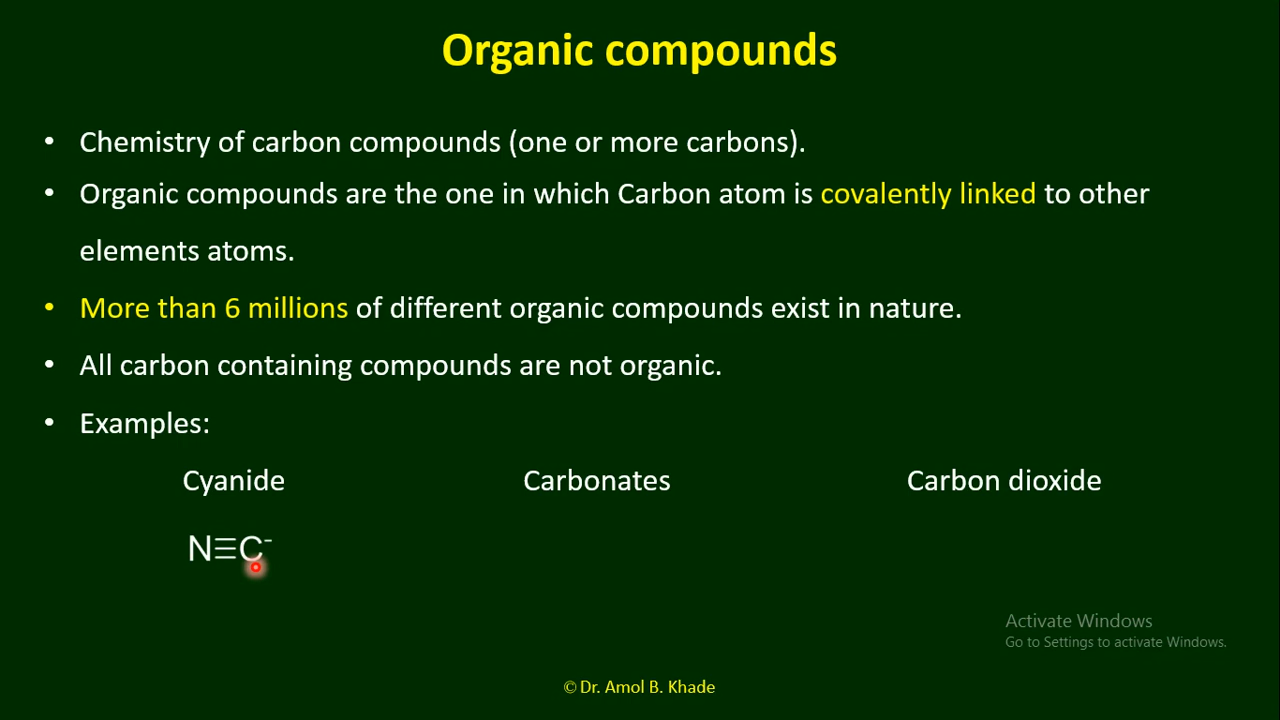 Organic compounds
• Chemistry of carbon compounds (one or more carbons).
• Organic compounds are the one in which Carbon atom is covalently linked to other
elements atoms.
• More than 6 millions of different organic compounds exist in nature.
• All carbon containing compounds are not organic.
• Examples:
Cyanide Carbonates Carbon dioxide
N≡C⁻
Activate Windows
Go to Settings to activate Windows.
© Dr. Amol B. Khade